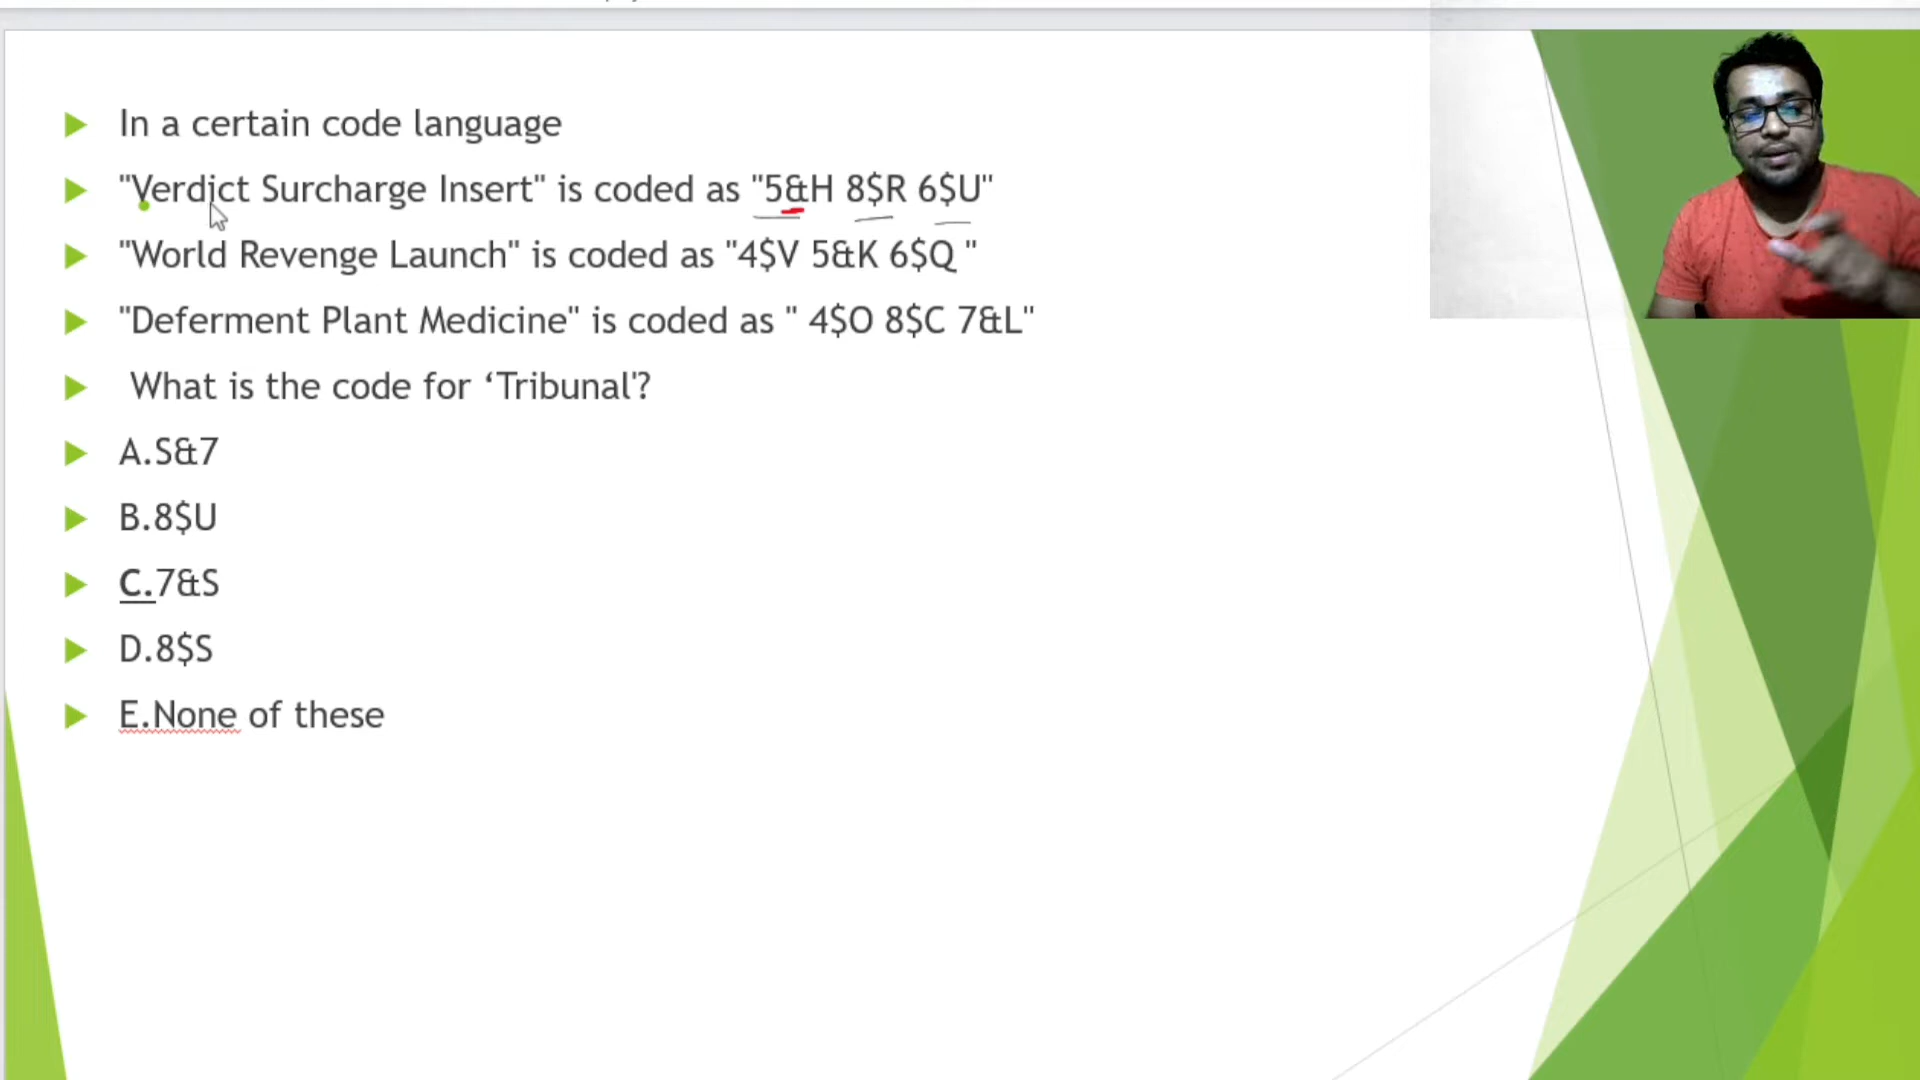 In a certain code language
"Verdict Surcharge Insert" is coded as "5&H 8$R 6$U"
"World Revenge Launch" is coded as "4$V 5&K 6$Q "
"Deferment Plant Medicine" is coded as " 4$O 8$C 7&L"
What is the code for ‘Tribunal'?
A.S&7
B.8$U
C.7&S
D.8$S
E.None of these